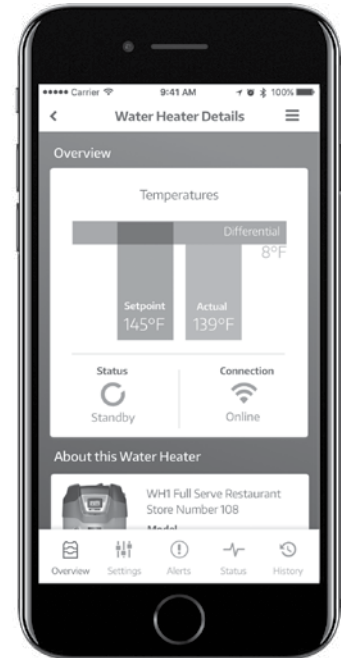 Carrier 9:41 AM 100%
Water Heater Details
Overview
Temperatures
Differential
8°F
Setpoint Actual
145°F 139°F
Status Connection
Standby Online
About this Water Heater
WH1 Full Serve Restaurant
Store Number 108
Model
Overview Settings Alerts Status History